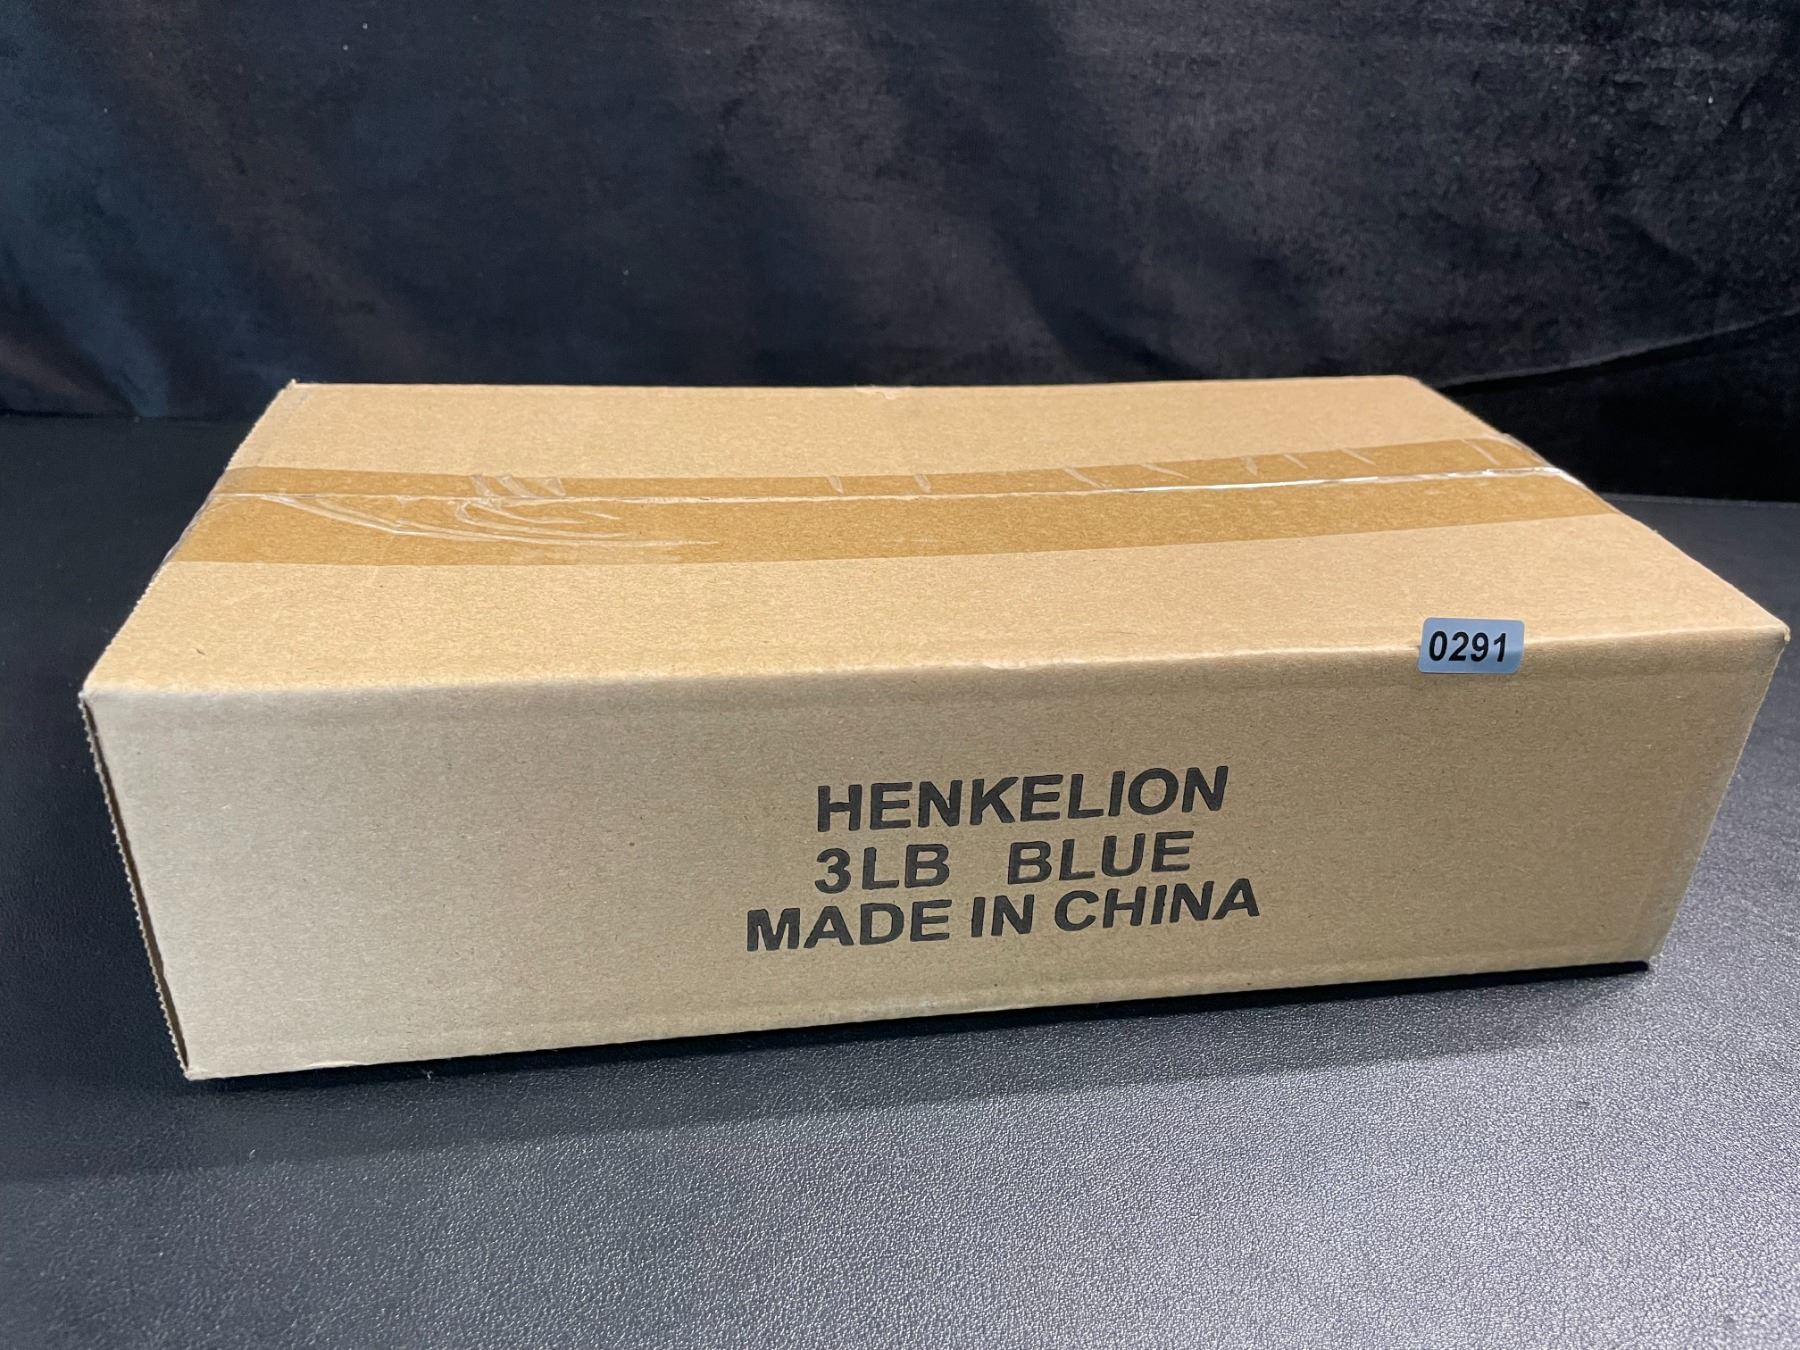 0291
HENKELION
3LB BLUE
MADE IN CHINA